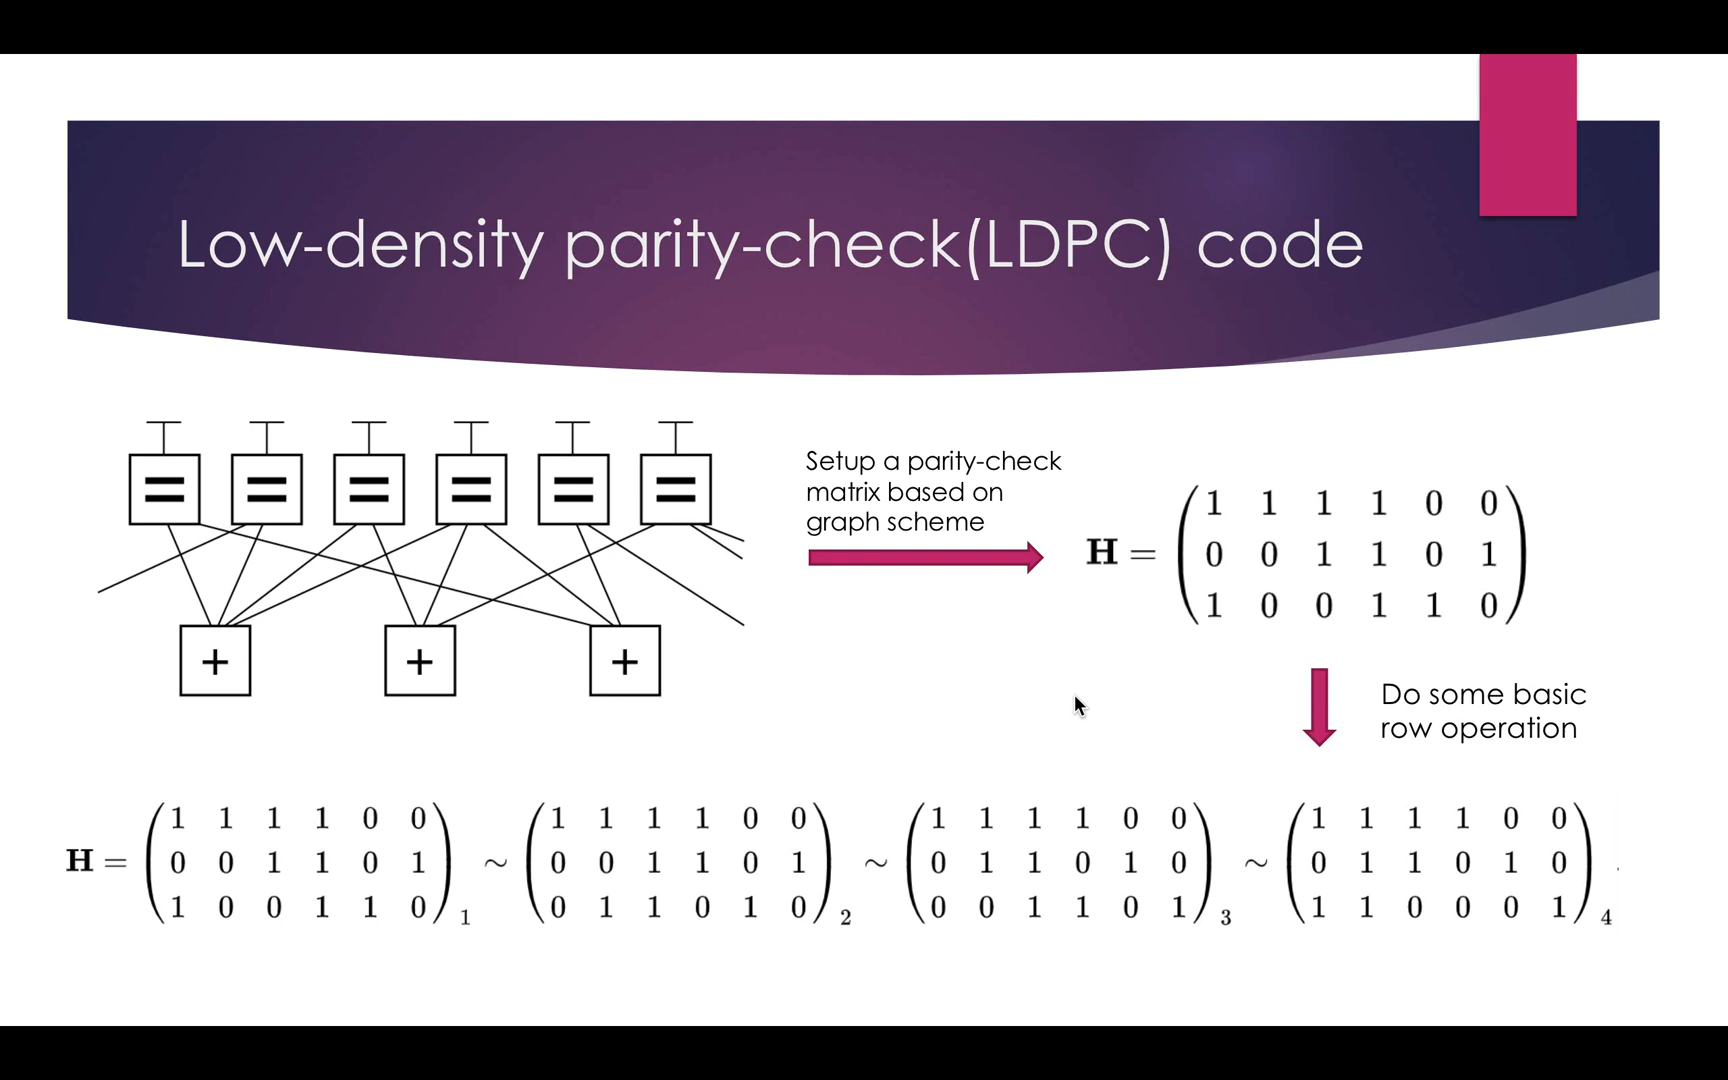 Low-density parity-check(LDPC) code
= = = = = =
+ + +
Setup a parity-check
matrix based on
graph scheme
H =
1 1 1 1 0 0
0 0 1 1 0 1
1 0 0 1 1 0
Do some basic
row operation
H =
1 1 1 1 0 0
0 0 1 1 0 1
1 0 0 1 1 0
1
~
1 1 1 1 0 0
0 0 1 1 0 1
0 1 1 0 1 0
2
~
1 1 1 1 0 0
0 1 1 0 1 0
0 0 1 1 0 1
3
~
1 1 1 1 0 0
0 1 1 0 1 0
1 1 0 0 0 1
4
.